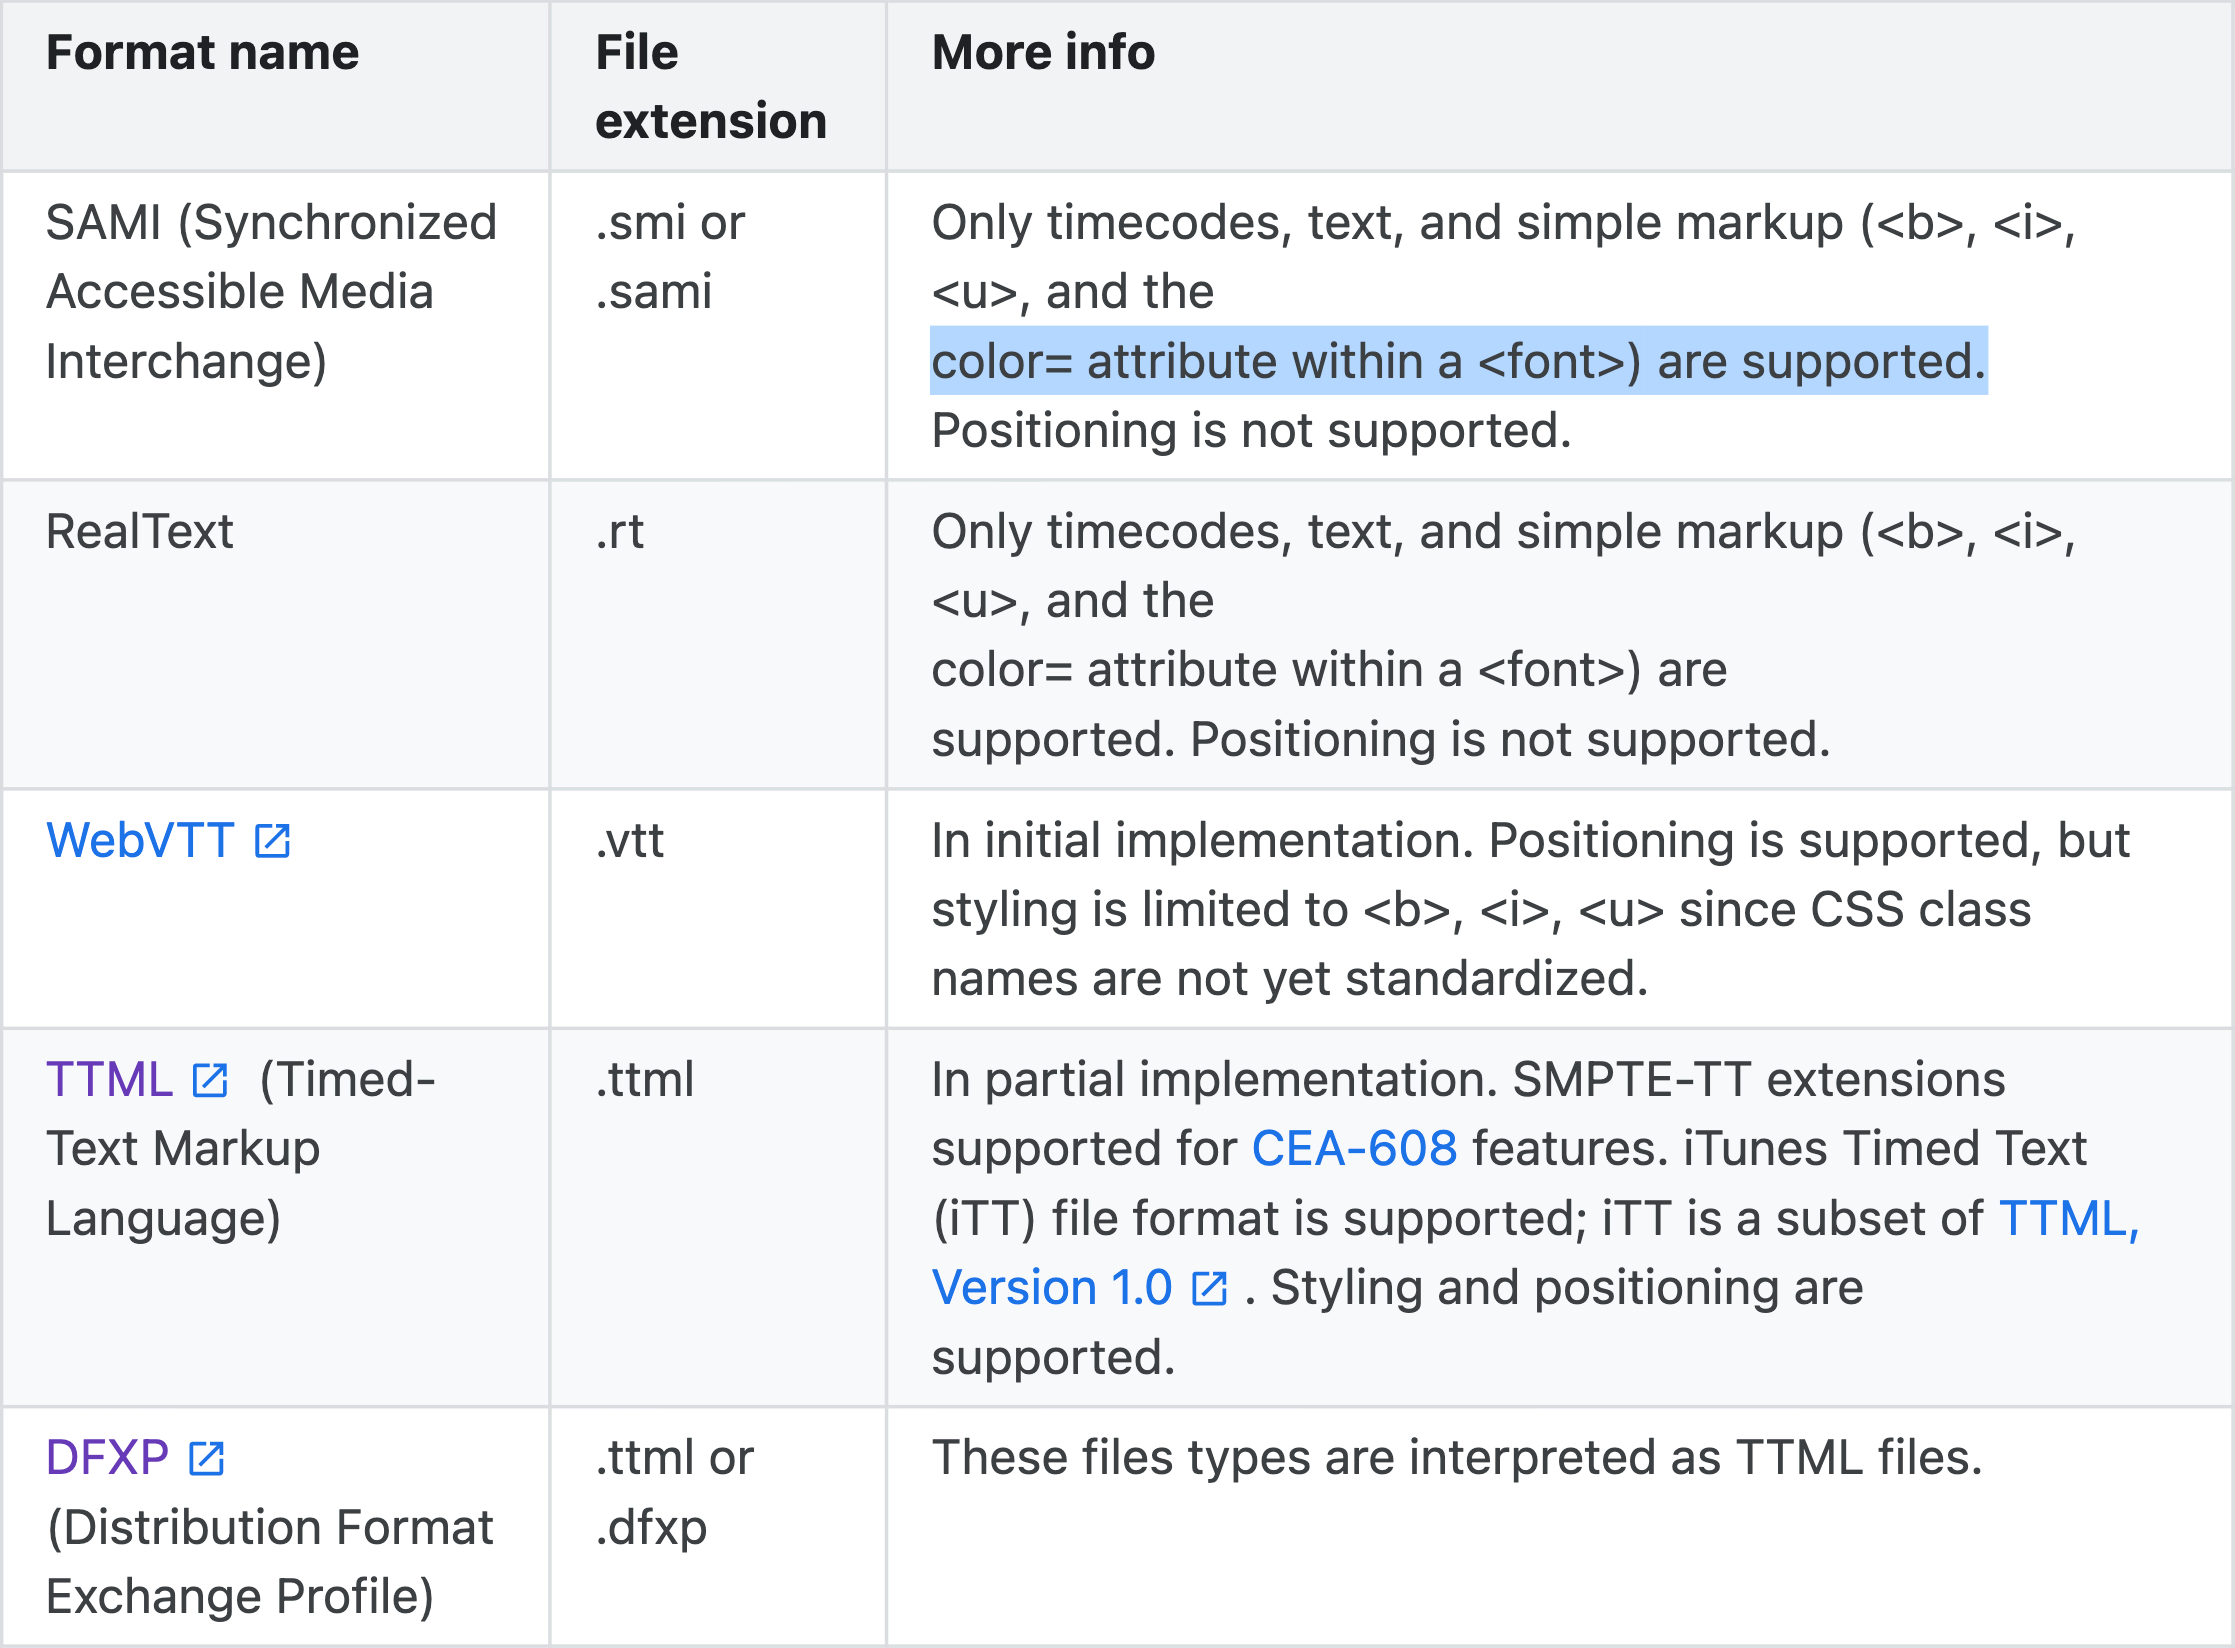 Format name
File
extension
More info
SAMI (Synchronized
Accessible Media
Interchange)
.smi or
.sami
Only timecodes, text, and simple markup (<b>, <i>,
<u>, and the
color= attribute within a <font>) are supported.
Positioning is not supported.
RealText
.rt
Only timecodes, text, and simple markup (<b>, <i>,
<u>, and the
color= attribute within a <font>) are
supported. Positioning is not supported.
WebVTT
.vtt
In initial implementation. Positioning is supported, but
styling is limited to <b>, <i>, <u> since CSS class
names are not yet standardized.
TTML (Timed-
Text Markup
Language)
.ttml
In partial implementation. SMPTE-TT extensions
supported for CEA-608 features. iTunes Timed Text
(iTT) file format is supported; iTT is a subset of TTML,
Version 1.0 . Styling and positioning are
supported.
DFXP
(Distribution Format
Exchange Profile)
.ttml or
.dfxp
These files types are interpreted as TTML files.